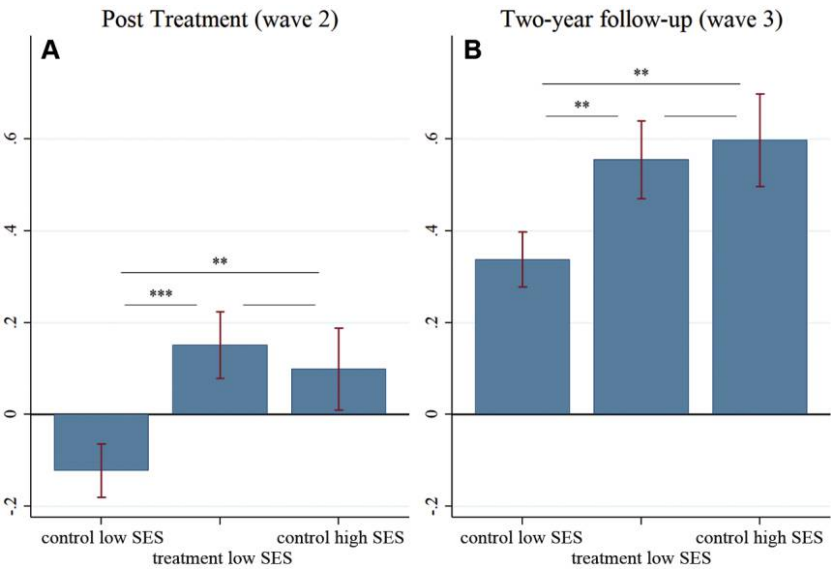 Post Treatment (wave 2)
A
**
***
.6
.4
.2
0
-.2
control low SES
treatment low SES
control high SES
Two-year follow-up (wave 3)
B
**
**
.6
.4
.2
0
-.2
control low SES
treatment low SES
control high SES